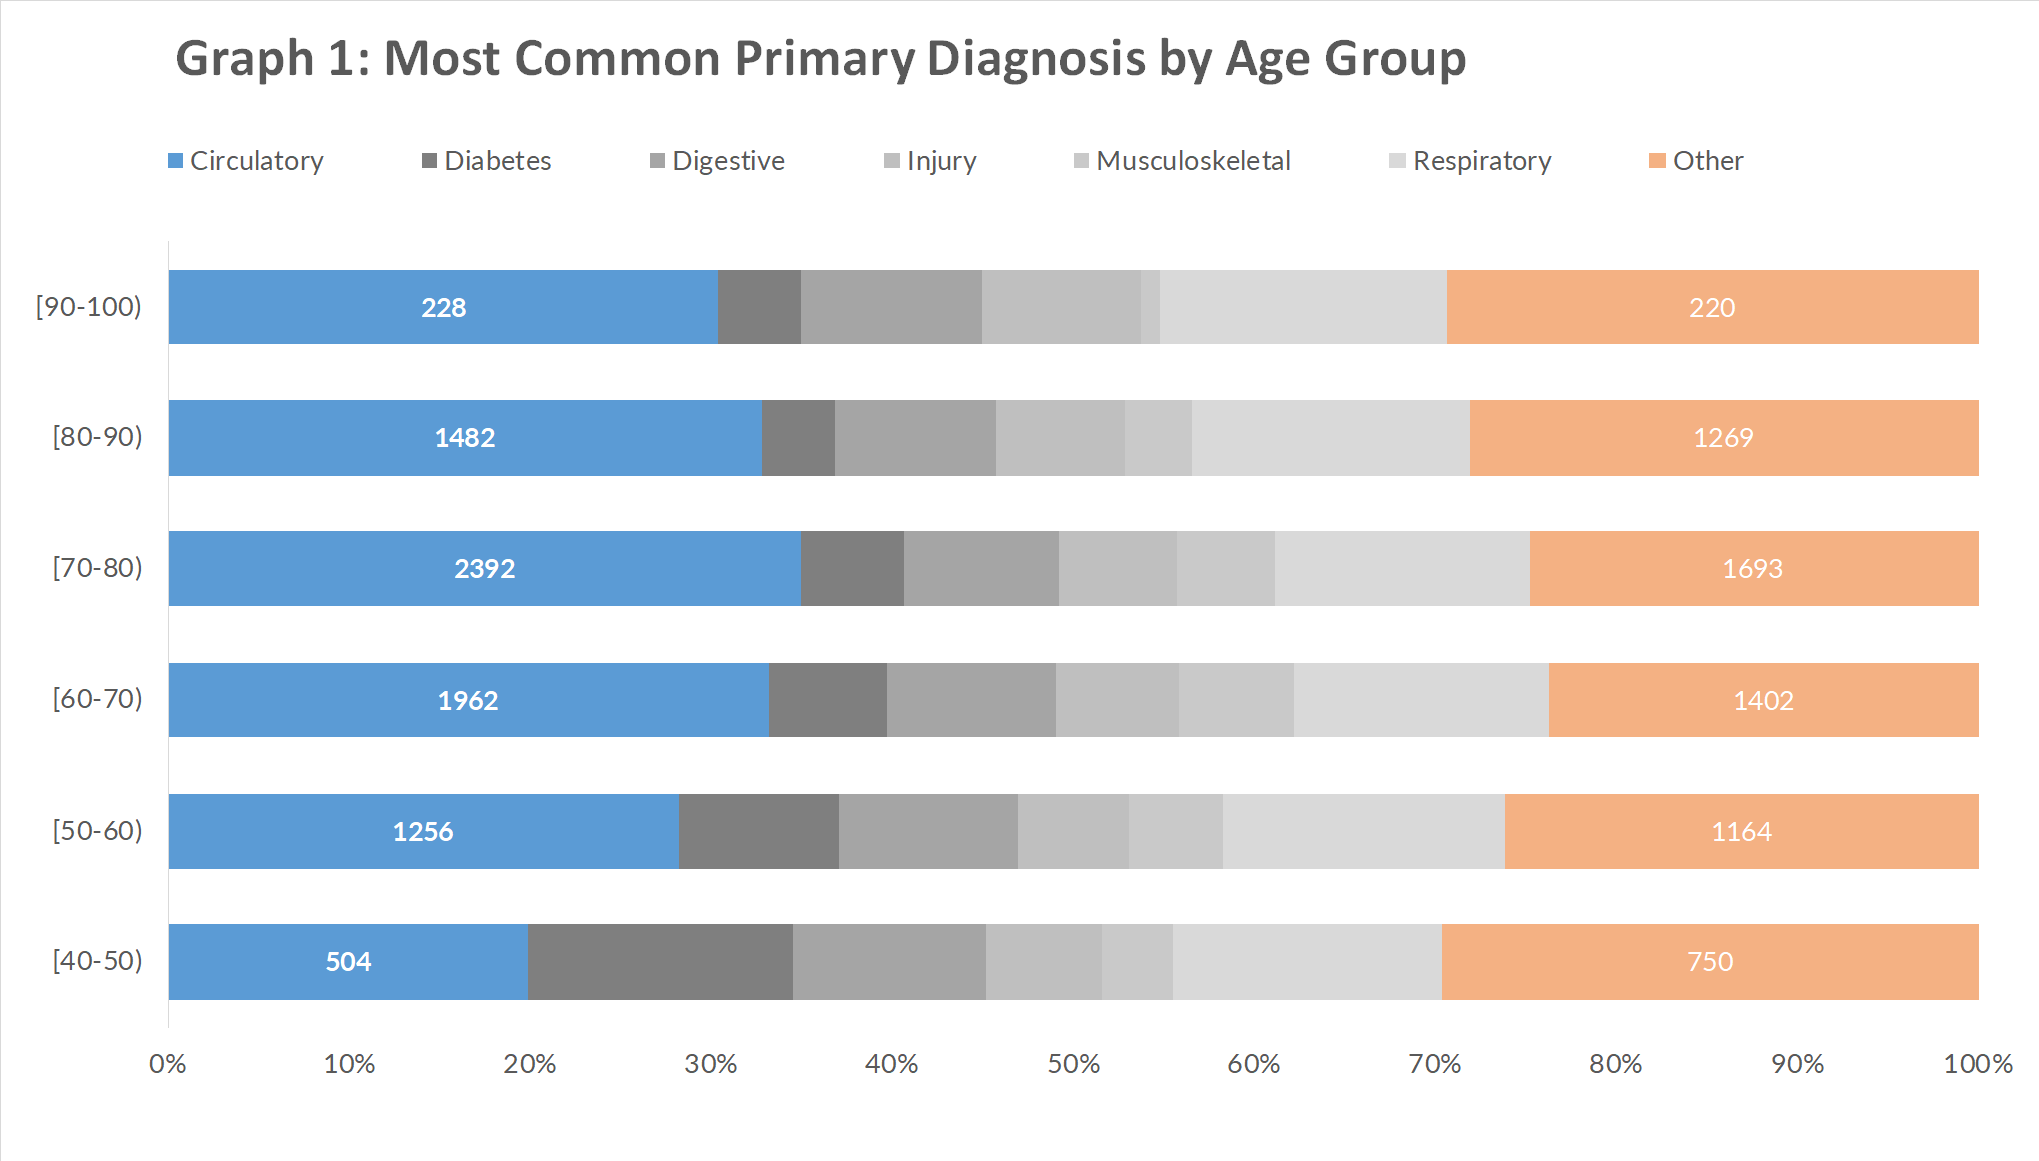 Graph 1: Most Common Primary Diagnosis by Age Group
Circulatory Diabetes Digestive Injury Musculoskeletal Respiratory Other
[90-100) 228 220
[80-90) 1482 1269
[70-80) 2392 1693
[60-70) 1962 1402
[50-60) 1256 1164
[40-50) 504 750
0% 10% 20% 30% 40% 50% 60% 70% 80% 90% 100%